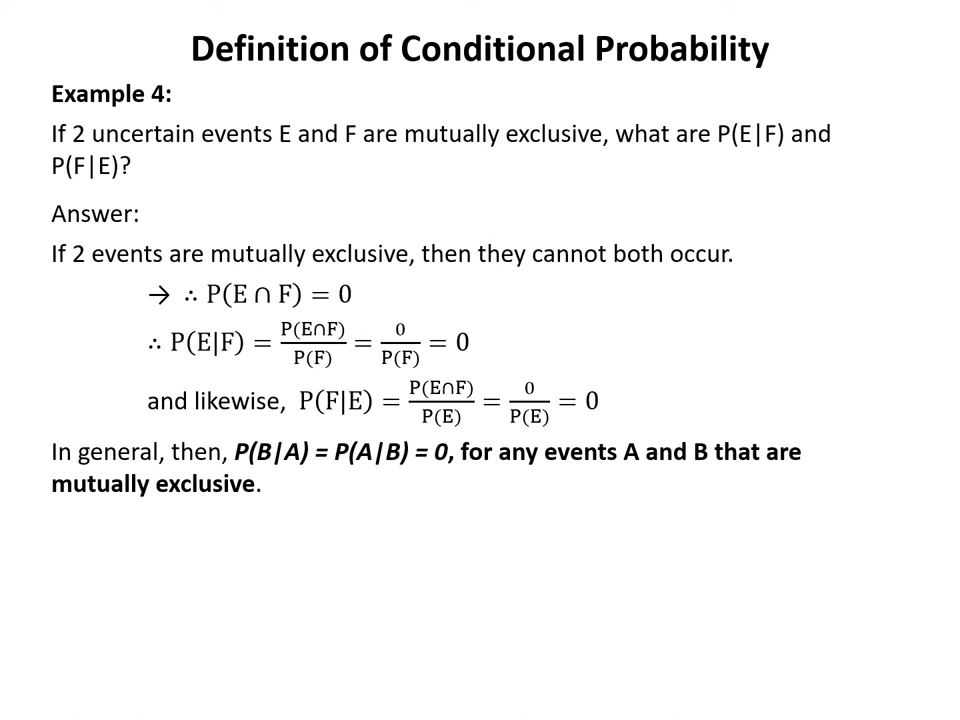 Definition of Conditional Probability
Example 4:
If 2 uncertain events E and F are mutually exclusive, what are P(E|F) and
P(F|E)?
Answer:
If 2 events are mutually exclusive, then they cannot both occur.
→ ∴ P(E ∩ F) = 0
∴ P(E|F) = P(E∩F)/P(F) = 0/P(F) = 0
and likewise, P(F|E) = P(E∩F)/P(E) = 0/P(E) = 0
In general, then, P(B|A) = P(A|B) = 0, for any events A and B that are
mutually exclusive.